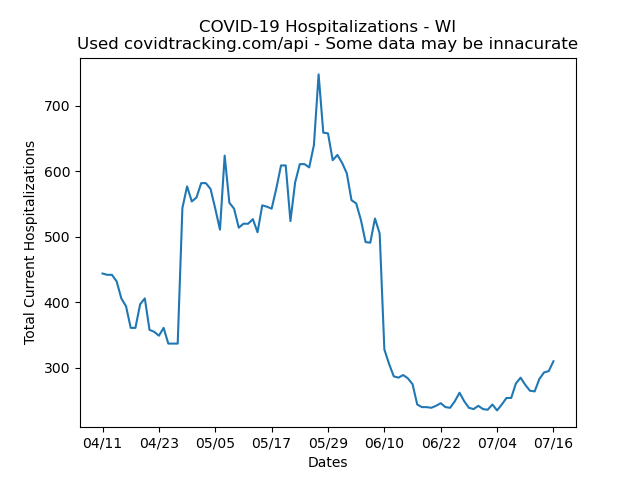 COVID-19 Hospitalizations - WI
Used covidtracking.com/api - Some data may be innacurate
Total Current Hospitalizations
700
600
500
400
300
04/11 04/23 05/05 05/17 05/29 06/10 06/22 07/04 07/16
Dates